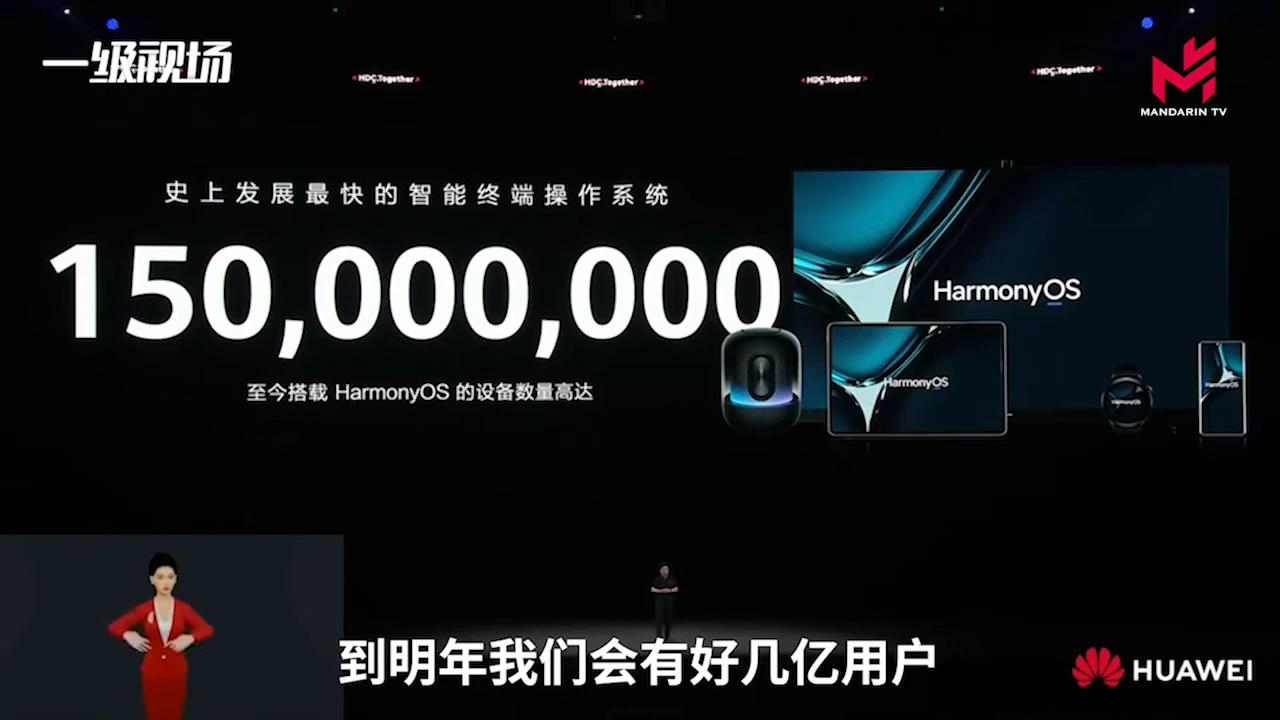 一级视场
MANDARIN TV
<HDC.Together>
<HDC.Together>
<HDC.Together>
<HDC.Together>
史上发展最快的智能终端操作系统
150,000,000
至今搭载 HarmonyOS 的设备数量高达
HarmonyOS
HarmonyOS
HarmonyOS
HarmonyOS
到明年我们会有好几亿用户
HUAWEI